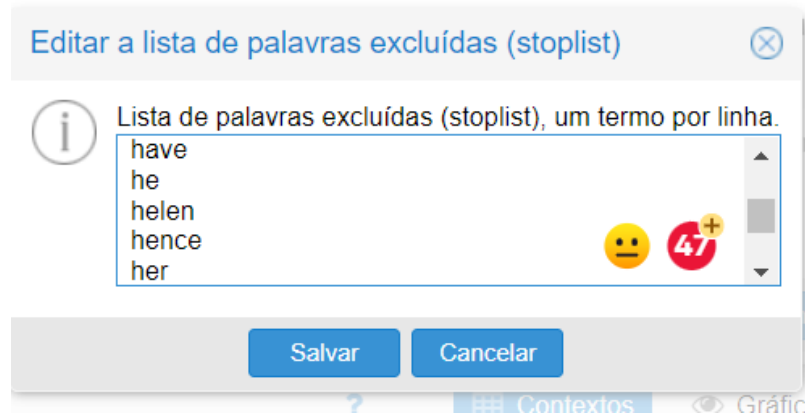 Editar a lista de palavras excluídas (stoplist)
Lista de palavras excluídas (stoplist), um termo por linha.
have
he
helen
hence
her
47
+
Salvar
Cancelar
?
Contextos
Gráfic